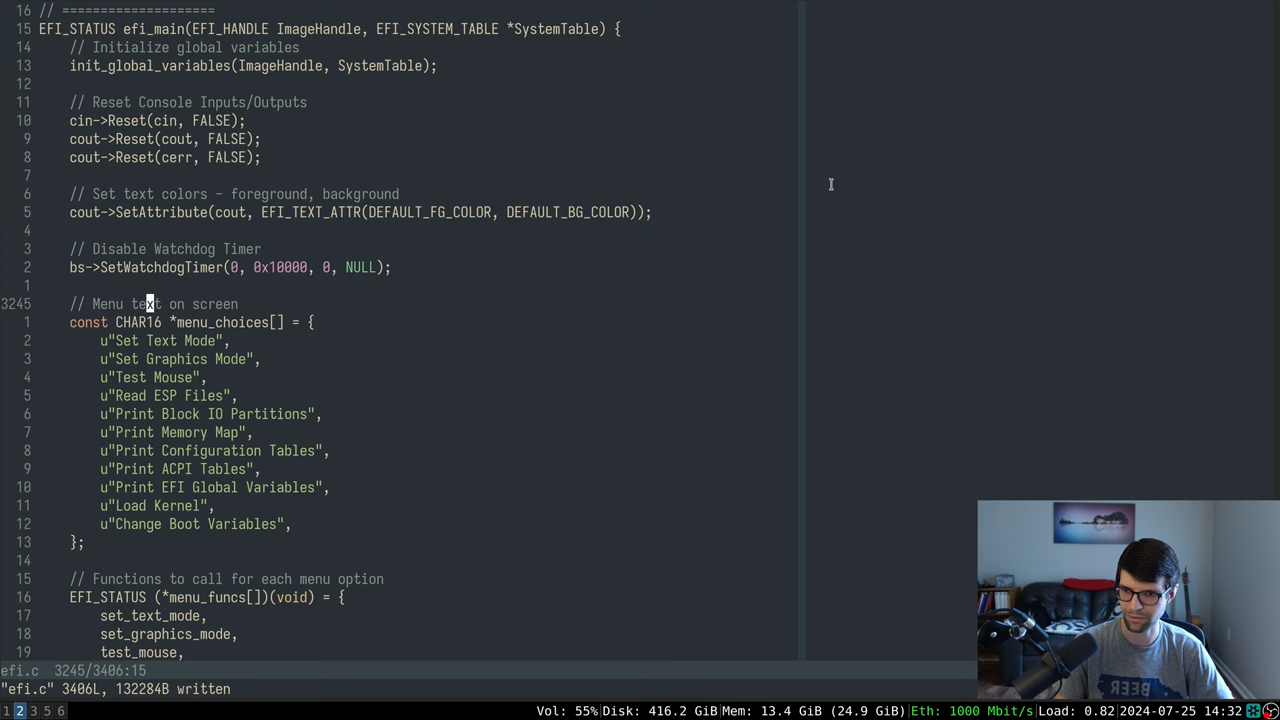 16 // ====================
15 EFI_STATUS efi_main(EFI_HANDLE ImageHandle, EFI_SYSTEM_TABLE *SystemTable) {
14     // Initialize global variables
13     init_global_variables(ImageHandle, SystemTable);
12
11     // Reset Console Inputs/Outputs
10     cin->Reset(cin, FALSE);
9     cout->Reset(cout, FALSE);
8     cout->Reset(cerr, FALSE);
7
6     // Set text colors - foreground, background
5     cout->SetAttribute(cout, EFI_TEXT_ATTR(DEFAULT_FG_COLOR, DEFAULT_BG_COLOR));
4
3     // Disable Watchdog Timer
2     bs->SetWatchdogTimer(0, 0x10000, 0, NULL);
1
3245     // Menu text on screen
1     const CHAR16 *menu_choices[] = {
2         u"Set Text Mode",
3         u"Set Graphics Mode",
4         u"Test Mouse",
5         u"Read ESP Files",
6         u"Print Block IO Partitions",
7         u"Print Memory Map",
8         u"Print Configuration Tables",
9         u"Print ACPI Tables",
10         u"Print EFI Global Variables",
11         u"Load Kernel",
12         u"Change Boot Variables",
13     };
14
15     // Functions to call for each menu option
16     EFI_STATUS (*menu_funcs[])(void) = {
17         set_text_mode,
18         set_graphics_mode,
19         test_mouse,
efi.c 3245/3406:15
"efi.c" 3406L, 132284B written
1 2 3 5 6 Vol: 55% Disk: 416.2 GiB Mem: 13.4 GiB (24.9 GiB) Eth: 1000 Mbit/s Load: 0.82 2024-07-25 14:32
BEER